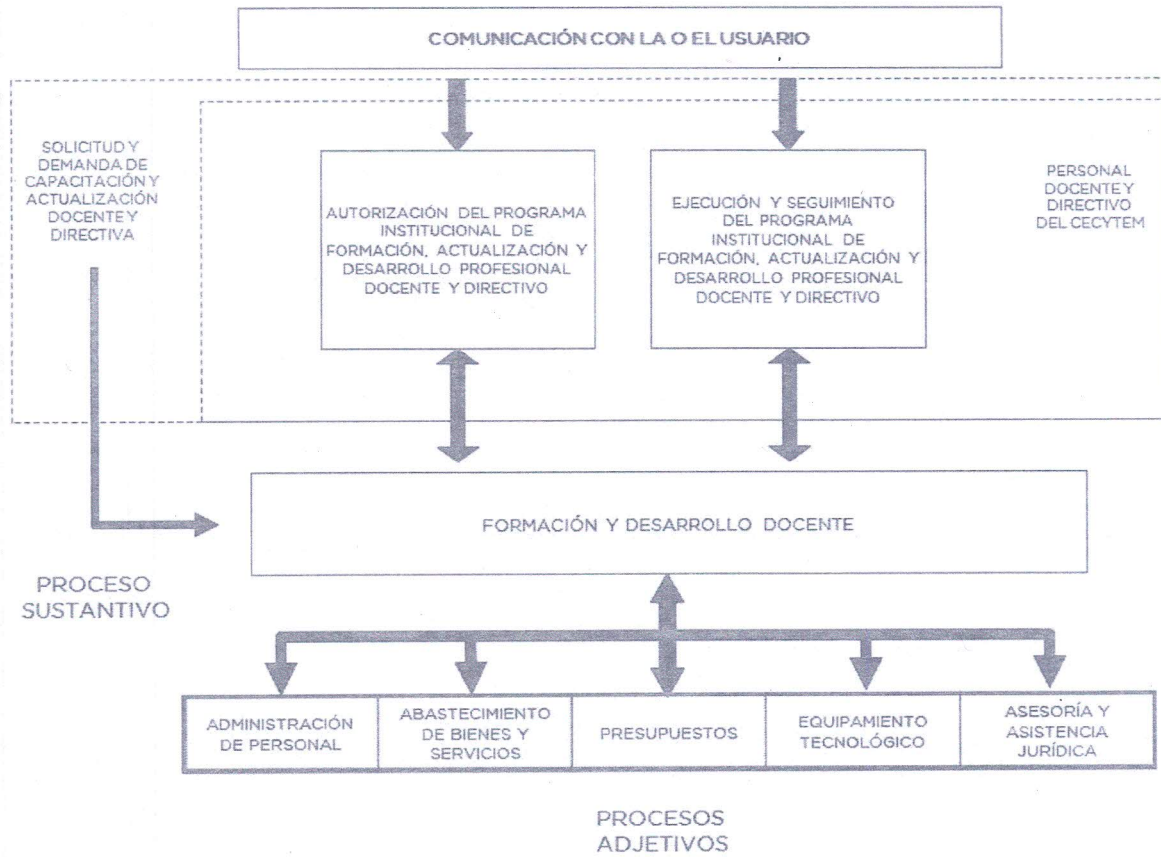 COMUNICACIÓN CON LA O EL USUARIO
SOLICITUD Y
DEMANDA DE
CAPACITACIÓN Y
ACTUALIZACIÓN
DOCENTE Y
DIRECTIVA
AUTORIZACIÓN DEL PROGRAMA
INSTITUCIONAL DE
FORMACIÓN, ACTUALIZACIÓN Y
DESARROLLO PROFESIONAL
DOCENTE Y DIRECTIVO
EJECUCIÓN Y SEGUIMIENTO
DEL PROGRAMA
INSTITUCIONAL DE
FORMACIÓN, ACTUALIZACIÓN Y
DESARROLLO PROFESIONAL
DOCENTE Y DIRECTIVO
PERSONAL
DOCENTE Y
DIRECTIVO
DEL CECYTEM
FORMACIÓN Y DESARROLLO DOCENTE
PROCESO
SUSTANTIVO
ADMINISTRACIÓN
DE PERSONAL
ABASTECIMIENTO
DE BIENES Y
SERVICIOS
PRESUPUESTOS
EQUIPAMIENTO
TECNOLÓGICO
ASESORÍA Y
ASISTENCIA
JURÍDICA
PROCESOS
ADJETIVOS